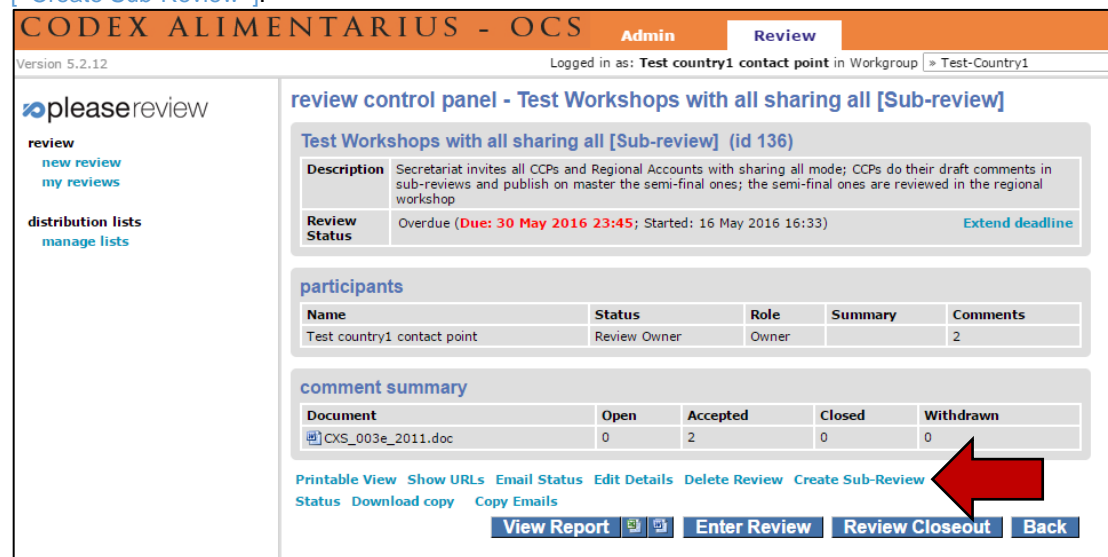 ["Create Sub-Review"].
CODEX ALIMENTARIUS - OCS
Admin
Review
Version 5.2.12
Logged in as: Test country1 contact point in Workgroup » Test-Country1
pleasereview
review
new review
my reviews
distribution lists
manage lists
review control panel - Test Workshops with all sharing all [Sub-review]
Test Workshops with all sharing all [Sub-review] (id 136)
Description Secretariat invites all CCPs and Regional Accounts with sharing all mode; CCPs do their draft comments in
sub-reviews and publish on master the semi-final ones; the semi-final ones are reviewed in the regional
workshop
Review Status Overdue (Due: 30 May 2016 23:45; Started: 16 May 2016 16:33) Extend deadline
participants
Name Status Role Summary Comments
Test country1 contact point Review Owner Owner 2
comment summary
Document Open Accepted Closed Withdrawn
CXS_003e_2011.doc 0 2 0 0
Printable View Show URLs Email Status Edit Details Delete Review Create Sub-Review
Status Download copy Copy Emails
View Report Enter Review Review Closeout Back